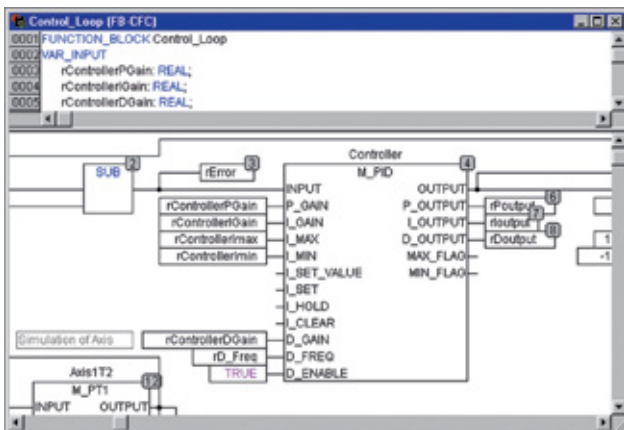 Control_Loop (FB-CFC)
0001 FUNCTION_BLOCK Control_Loop
0002 VAR_INPUT
0003 rControllerPGain: REAL;
0004 rControllerIGain: REAL;
0005 rControllerDGain: REAL;
SUB 2
rError 3
Controller 4
M_PID
INPUT OUTPUT
rControllerPGain P_GAIN P_OUTPUT rPoutput 6
rControllerIGain I_GAIN I_OUTPUT rIoutput 7
rControllerImax I_MAX D_OUTPUT rDoutput 8 1
rControllerImin I_MIN MAX_FLAG -1
I_SET_VALUE MIN_FLAG
I_SET
I_HOLD
I_CLEAR
Simulation of Axis rControllerDGain D_GAIN
rD_Freq D_FREQ
TRUE D_ENABLE
Axis1T2 12
M_PT1
INPUT OUTPUT